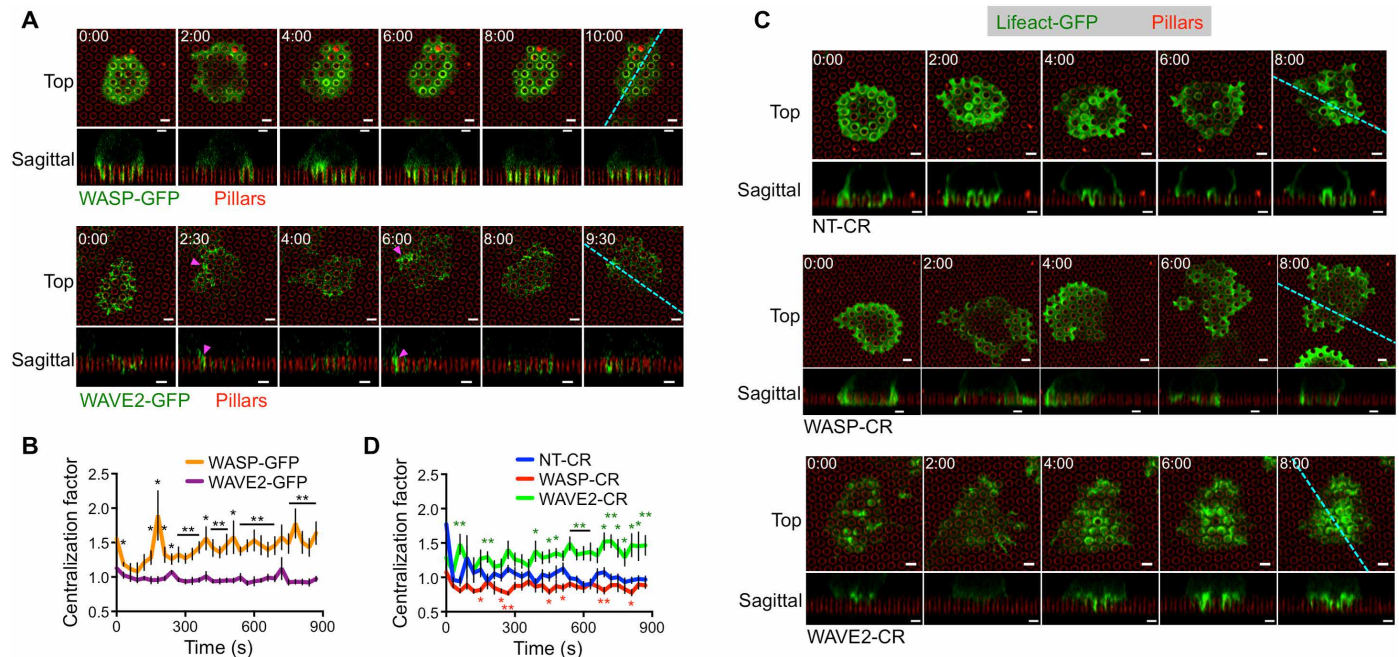 A
0:00 2:00 4:00 6:00 8:00 10:00
Top
Sagittal
WASP-GFP Pillars
0:00 2:30 4:00 6:00 8:00 9:30
Top
Sagittal
WAVE2-GFP Pillars
B
WASP-GFP
WAVE2-GFP
Centralization factor
2.5
2.0
1.5
1.0
0.5
0 300 600 900
Time (s)
* * * * * ** * ** * ** **
D
NT-CR
WASP-CR
WAVE2-CR
Centralization factor
2.5
2.0
1.5
1.0
0.5
0 300 600 900
Time (s)
C
Lifeact-GFP Pillars
0:00 2:00 4:00 6:00 8:00
Top
Sagittal
NT-CR
0:00 2:00 4:00 6:00 8:00
Top
Sagittal
WASP-CR
0:00 2:00 4:00 6:00 8:00
Top
Sagittal
WAVE2-CR